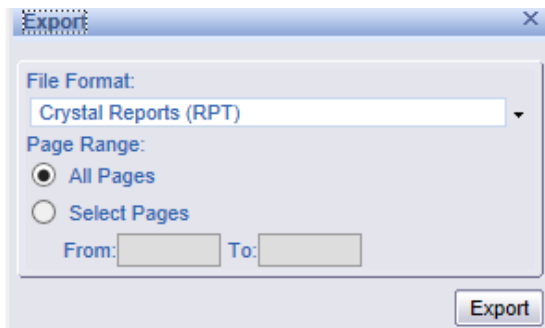 Export
File Format:
Crystal Reports (RPT)
Page Range:
All Pages
Select Pages
From: To:
Export